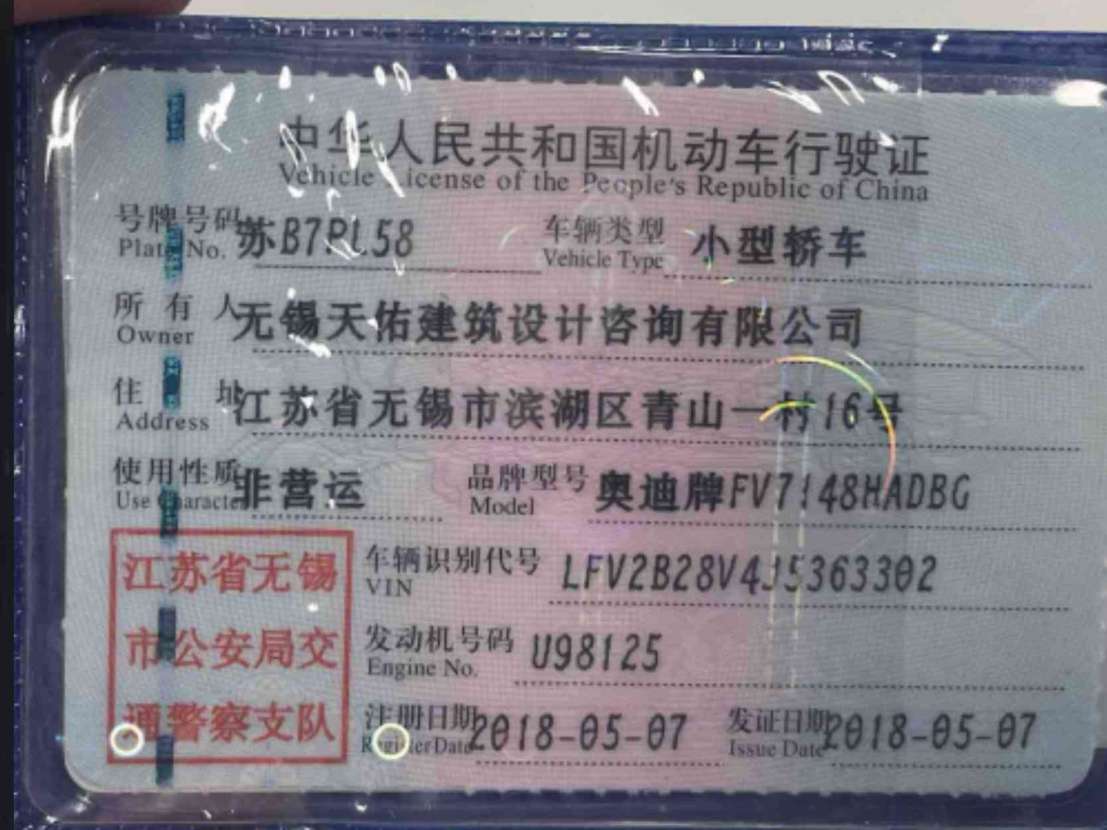 中华人民共和国机动车行驶证
Vehicle License of the People's Republic of China
号牌号码 苏B7RL58 车辆类型 小型轿车
Plate No. Vehicle Type
所有人 无锡天佑建筑设计咨询有限公司
Owner
住址 江苏省无锡市滨湖区青山一村16号
Address
使用性质 非营运 品牌型号 奥迪牌FV7148HADBG
Use Character Model
江苏省无锡
市公安局交
通警察支队
车辆识别代号 LFV2B28V4J5363302
VIN
发动机号码 U98125
Engine No.
注册日期 2018-05-07 发证日期 2018-05-07
Register Date Issue Date